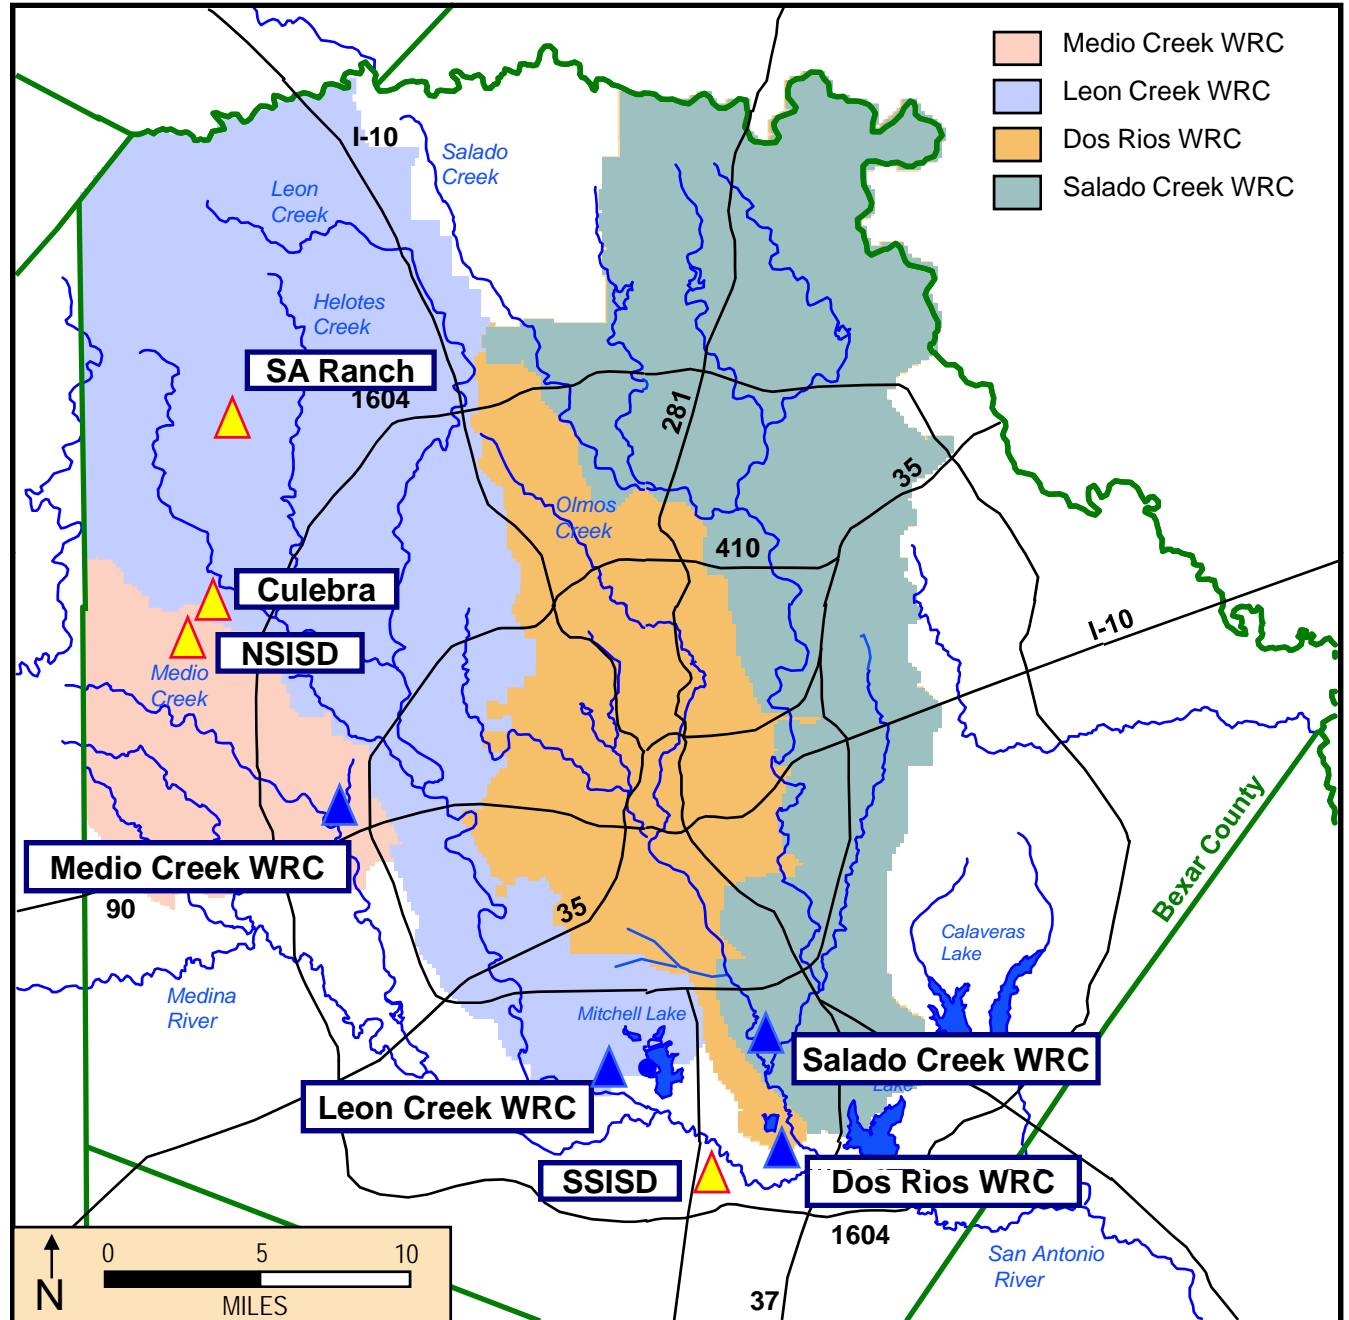 Medio Creek WRC
Leon Creek WRC
Dos Rios WRC
Salado Creek WRC
I-10
Salado
Creek
Leon
Creek
Helotes
Creek
SA Ranch
1604
281
35
Olmos
Creek
410
Culebra
I-10
NSISD
Medio
Creek
Bexar County
Medio Creek WRC
90
35
Calaveras
Lake
Medina
River
Mitchell Lake
Salado Creek WRC
Lake
Leon Creek WRC
SSISD
Dos Rios WRC
1604
San Antonio
River
0 5 10
N
MILES
37